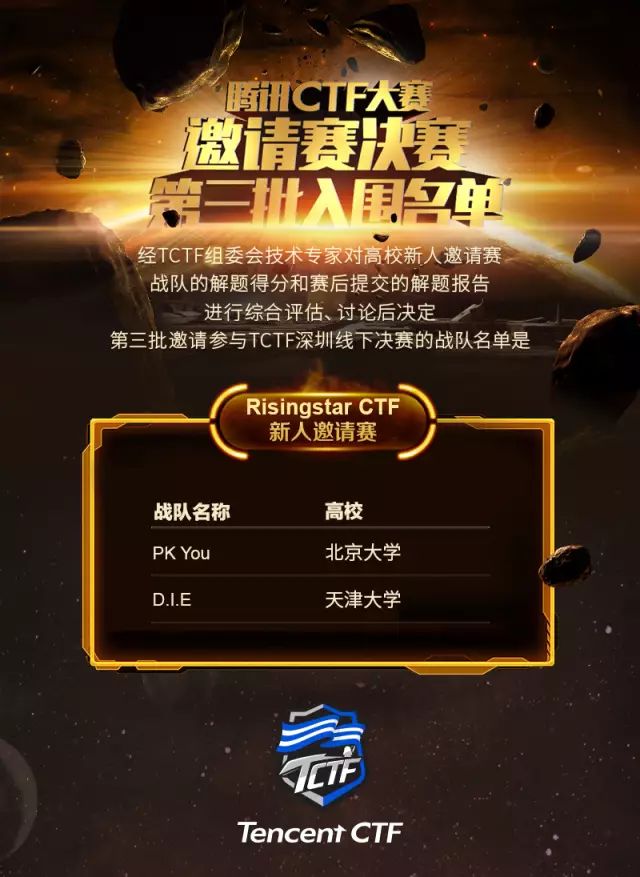 腾讯CTF大赛
邀请赛决赛
第三批入围名单
经TCTF组委会技术专家对高校新人邀请赛
战队的解题得分和赛后提交的解题报告
进行综合评估、讨论后决定
第三批邀请参与TCTF深圳线下决赛的战队名单是
Risingstar CTF
新人邀请赛
战队名称 高校
PK You 北京大学
D.I.E 天津大学
TCTF
Tencent CTF